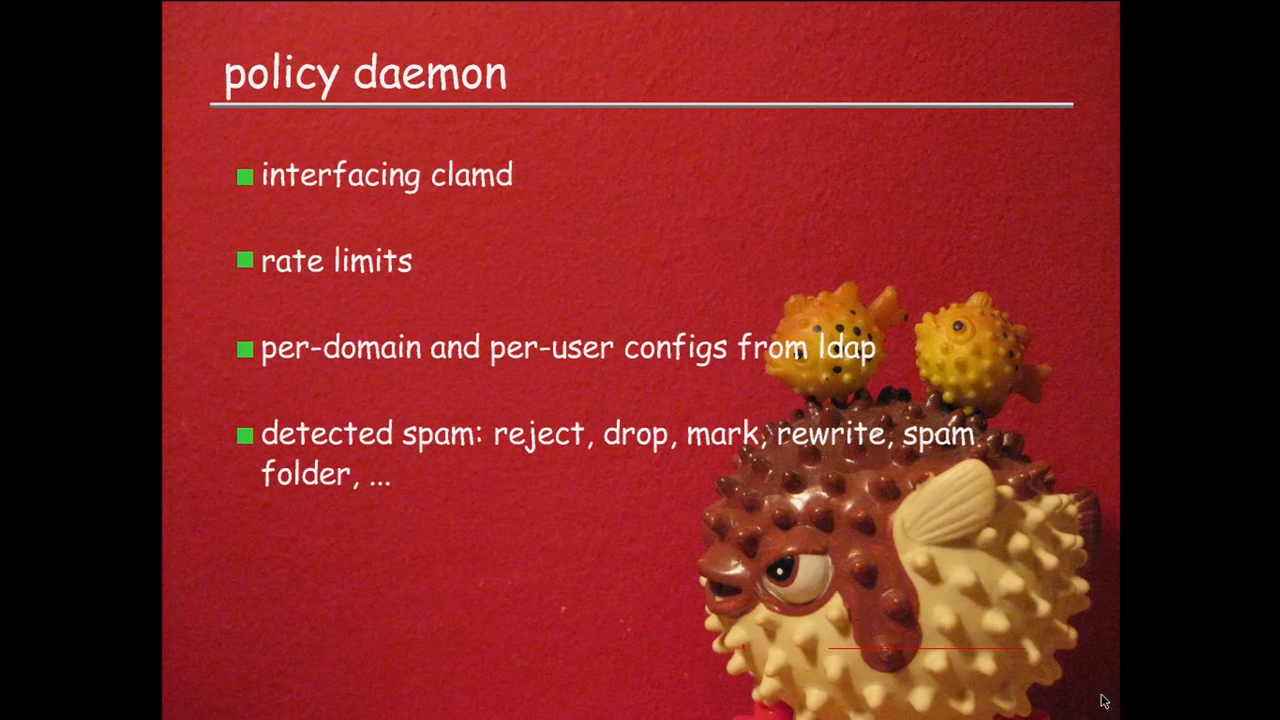 policy daemon
interfacing clamd
rate limits
per-domain and per-user configs from ldap
detected spam: reject, drop, mark, rewrite, spam
folder, ...